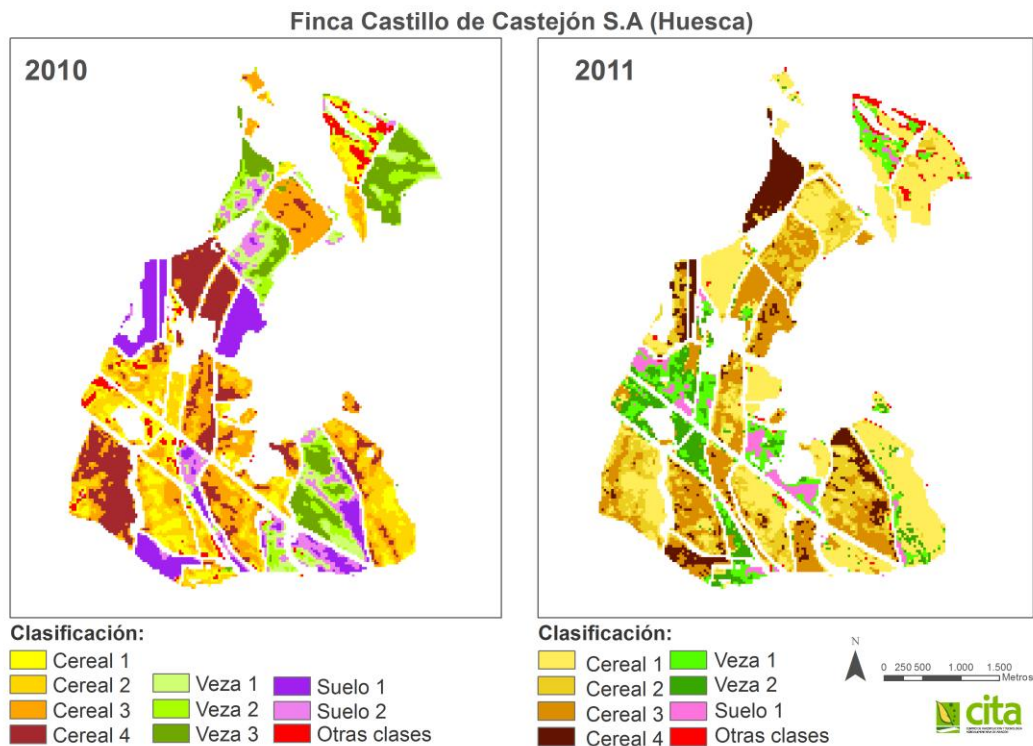 Finca Castillo de Castejón S.A (Huesca)
2010
2011
Clasificación:
Cereal 1
Cereal 2
Cereal 3
Cereal 4
Veza 1
Veza 2
Veza 3
Suelo 1
Suelo 2
Otras clases
Clasificación:
Cereal 1
Cereal 2
Cereal 3
Cereal 4
Veza 1
Veza 2
Suelo 1
Otras clases
N
0 250 500 1.000 1.500
Metros
cita